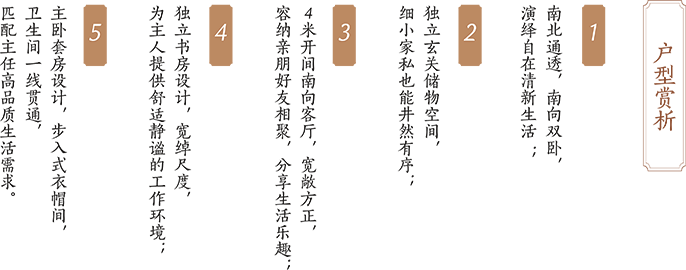 户型赏析
1
南北通透，南向双卧，
演绎自在清新生活；
2
独立玄关储物空间，
细小家私也能井然有序；
3
4米开间南向客厅，宽敞方正，
容纳亲朋好友相聚，分享生活乐趣；
4
独立书房设计，宽绰尺度，
为主人提供舒适静谧的工作环境；
5
主卧套房设计，步入式衣帽间，
卫生间一线贯通，
匹配主任高品质生活需求。